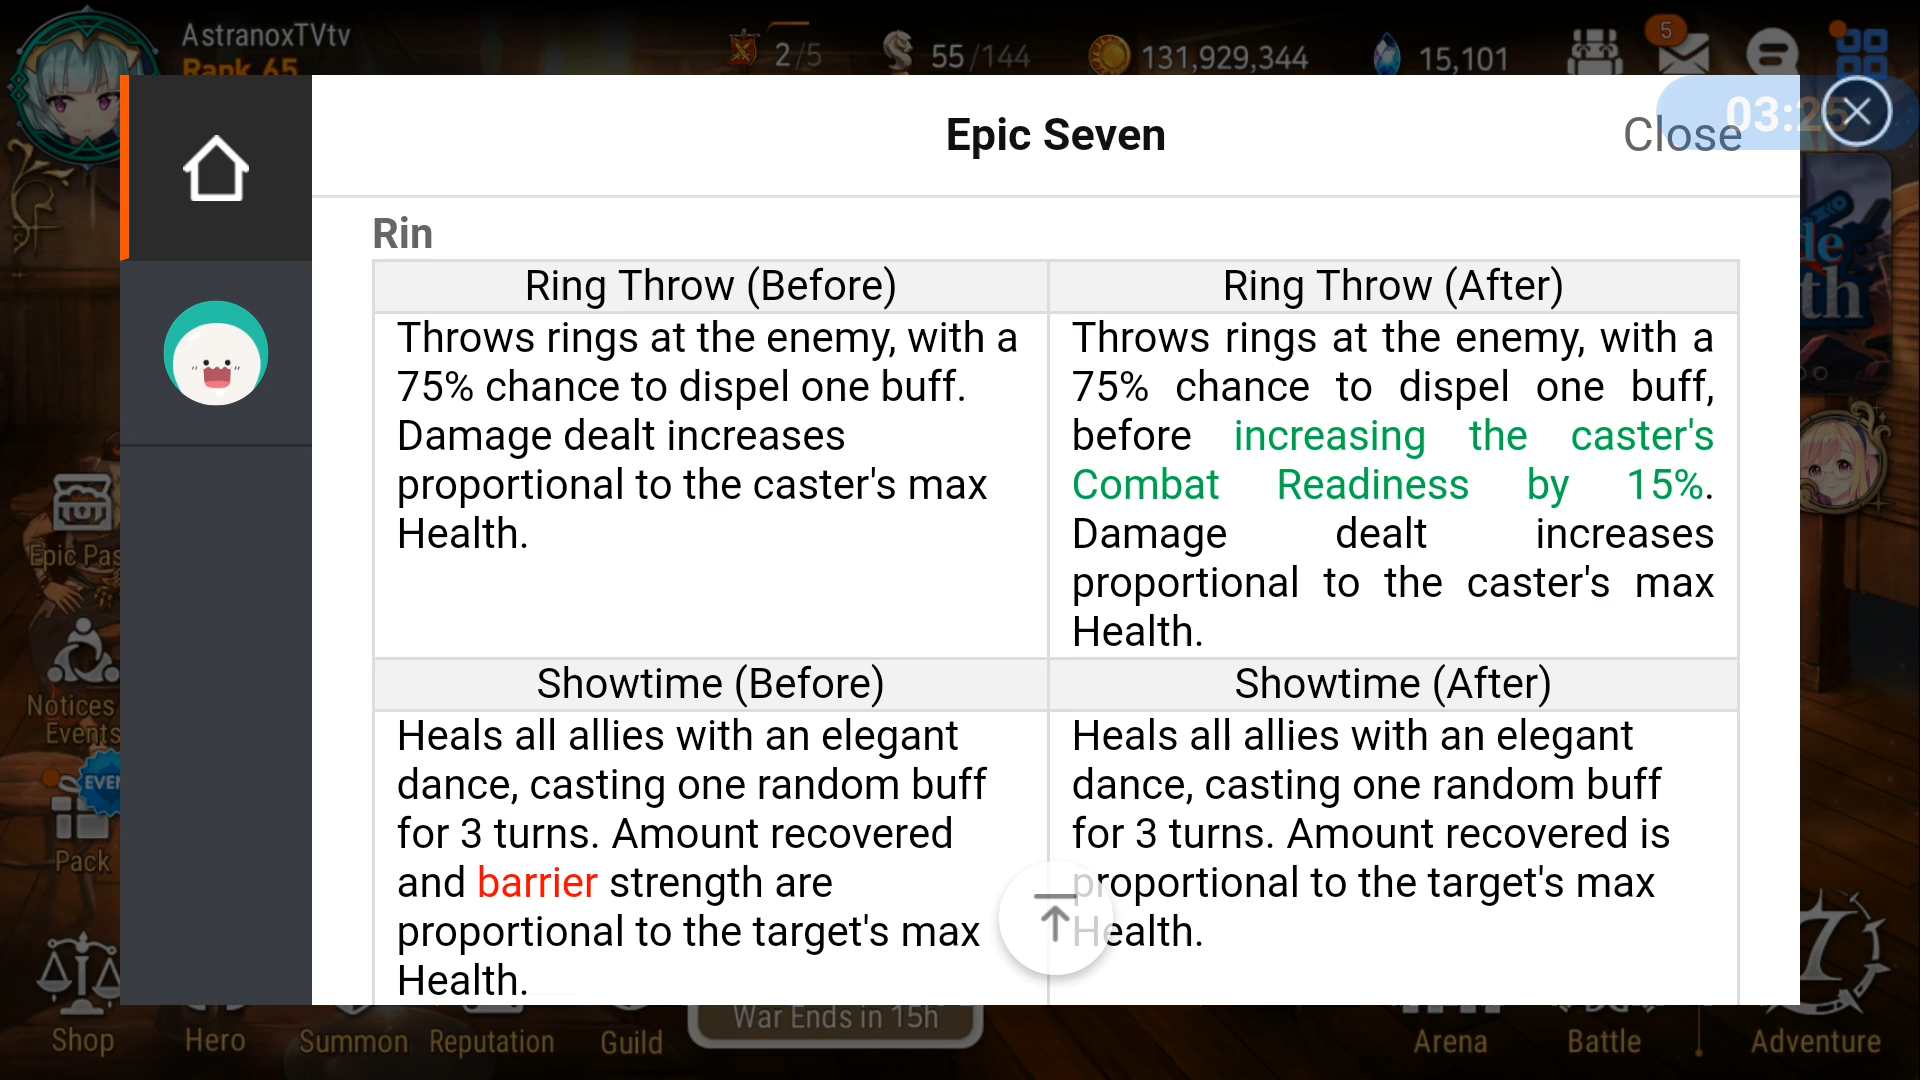 AstranoxTVtv
Rank 65
2/5
55/144
131,929,344
5
15,101
Epic Seven
Close
03:25
Rin
Ring Throw (Before)
Ring Throw (After)
Throws rings at the enemy, with a
75% chance to dispel one buff.
Damage dealt increases
proportional to the caster's max
Health.
Throws rings at the enemy, with a
75% chance to dispel one buff,
before increasing the caster's
Combat Readiness by 15%.
Damage dealt increases
proportional to the caster's max
Health.
Showtime (Before)
Showtime (After)
Heals all allies with an elegant
dance, casting one random buff
for 3 turns. Amount recovered
and barrier strength are
proportional to the target's max
Health.
Heals all allies with an elegant
dance, casting one random buff
for 3 turns. Amount recovered is
proportional to the target's max
Health.
Epic Pas
Notices
Events
EVEN
Pack
Shop
Hero
Summon
Reputation
Guild
War Ends in 15h
Arena
Battle
Adventure